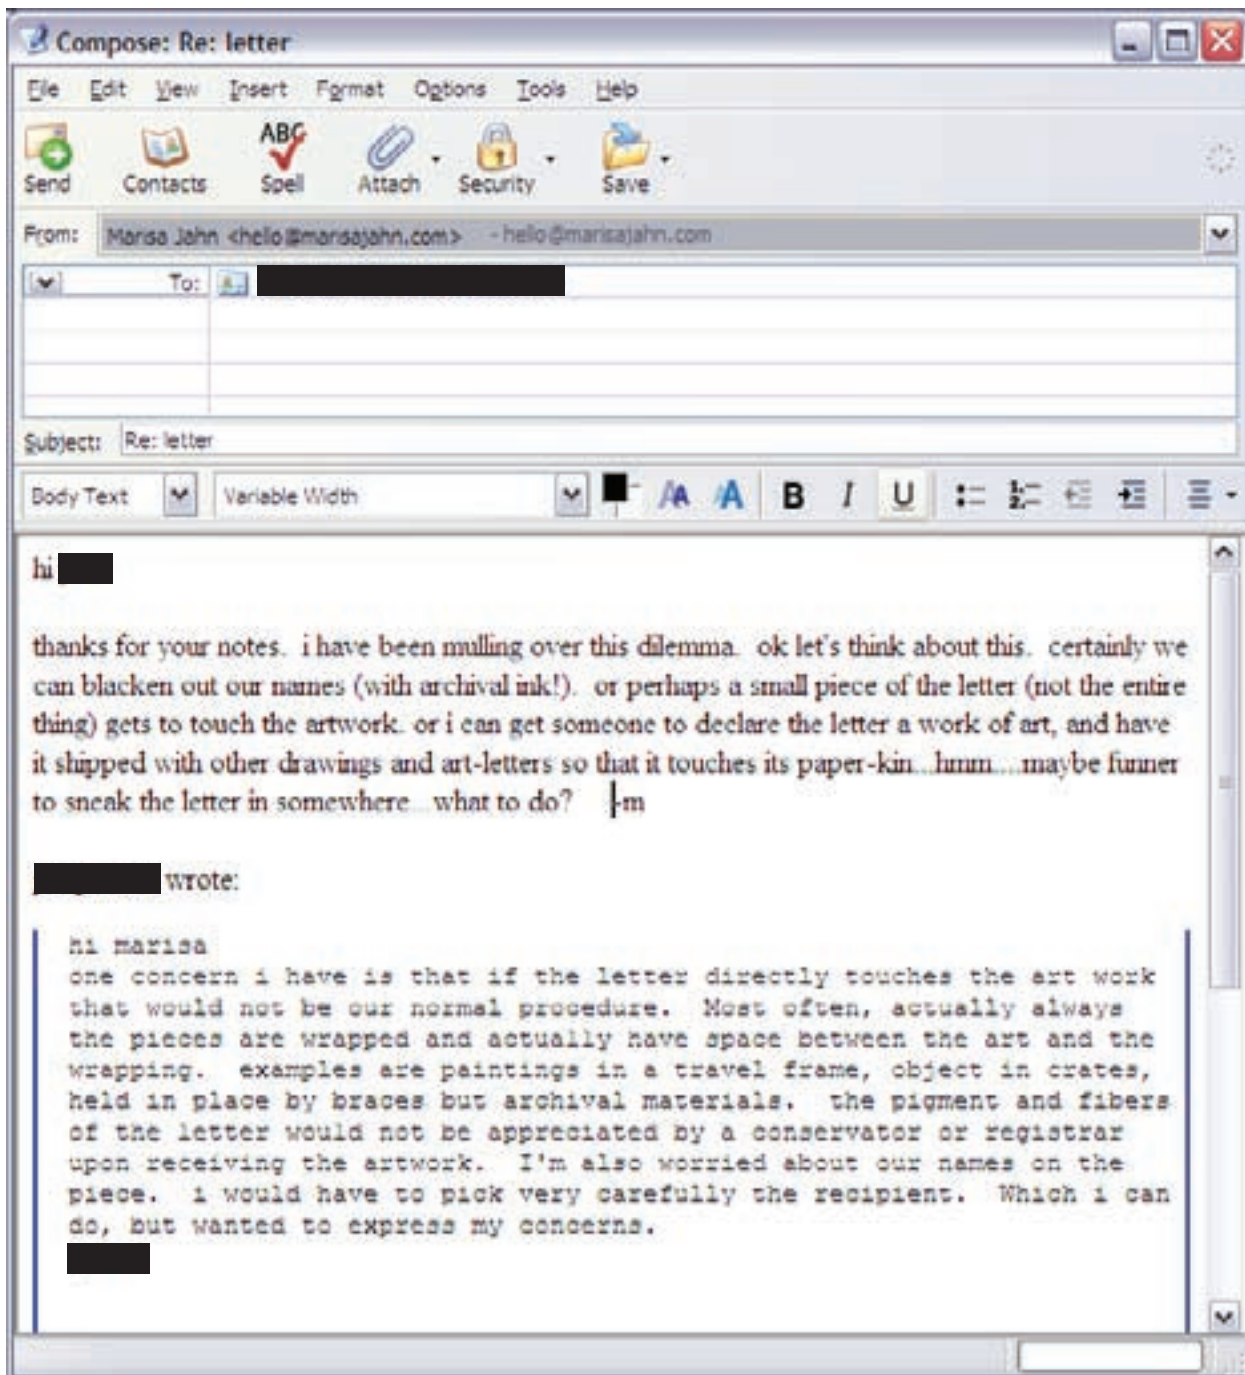 Compose: Re: letter
File Edit View Insert Format Options Tools Help
ABC
Send Contacts Spell Attach Security Save
From: Marisa Jahn <hello@marisajahn.com> - hello@marisajahn.com
To:
Subject: Re: letter
Body Text Variable Width B I U
hi
thanks for your notes. i have been mulling over this dilemma. ok let's think about this. certainly we
can blacken out our names (with archival ink!). or perhaps a small piece of the letter (not the entire
thing) gets to touch the artwork. or i can get someone to declare the letter a work of art, and have
it shipped with other drawings and art-letters so that it touches its paper-kin...hmm....maybe funner
to sneak the letter in somewhere...what to do? -m
wrote:
hi marisa
one concern i have is that if the letter directly touches the art work
that would not be our normal procedure. Most often, actually always
the pieces are wrapped and actually have space between the art and the
wrapping. examples are paintings in a travel frame, object in crates,
held in place by braces but archival materials. the pigment and fibers
of the letter would not be appreciated by a conservator or registrar
upon receiving the artwork. I'm also worried about our names on the
piece. i would have to pick very carefully the recipient. Which i can
do, but wanted to express my concerns.